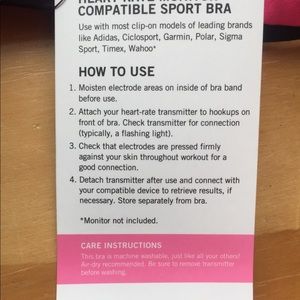 HEART RATE MONITOR
COMPATIBLE SPORT BRA
Use with most clip-on models of leading brands
like Adidas, Ciclosport, Garmin, Polar, Sigma
Sport, Timex, Wahoo*
HOW TO USE
1. Moisten electrode areas on inside of bra band
before use.
2. Attach your heart-rate transmitter to hookups on
front of bra. Check transmitter for connection
(typically, a flashing light).
3. Check that electrodes are pressed firmly
against your skin throughout workout for a
good connection.
4. Detach transmitter after use and connect with
your compatible device to retrieve results, if
necessary. Store separately from bra.
*Monitor not included.
CARE INSTRUCTIONS
This bra is machine washable, just like all your others!
Air-dry recommended. Be sure to remove transmitter
before washing.